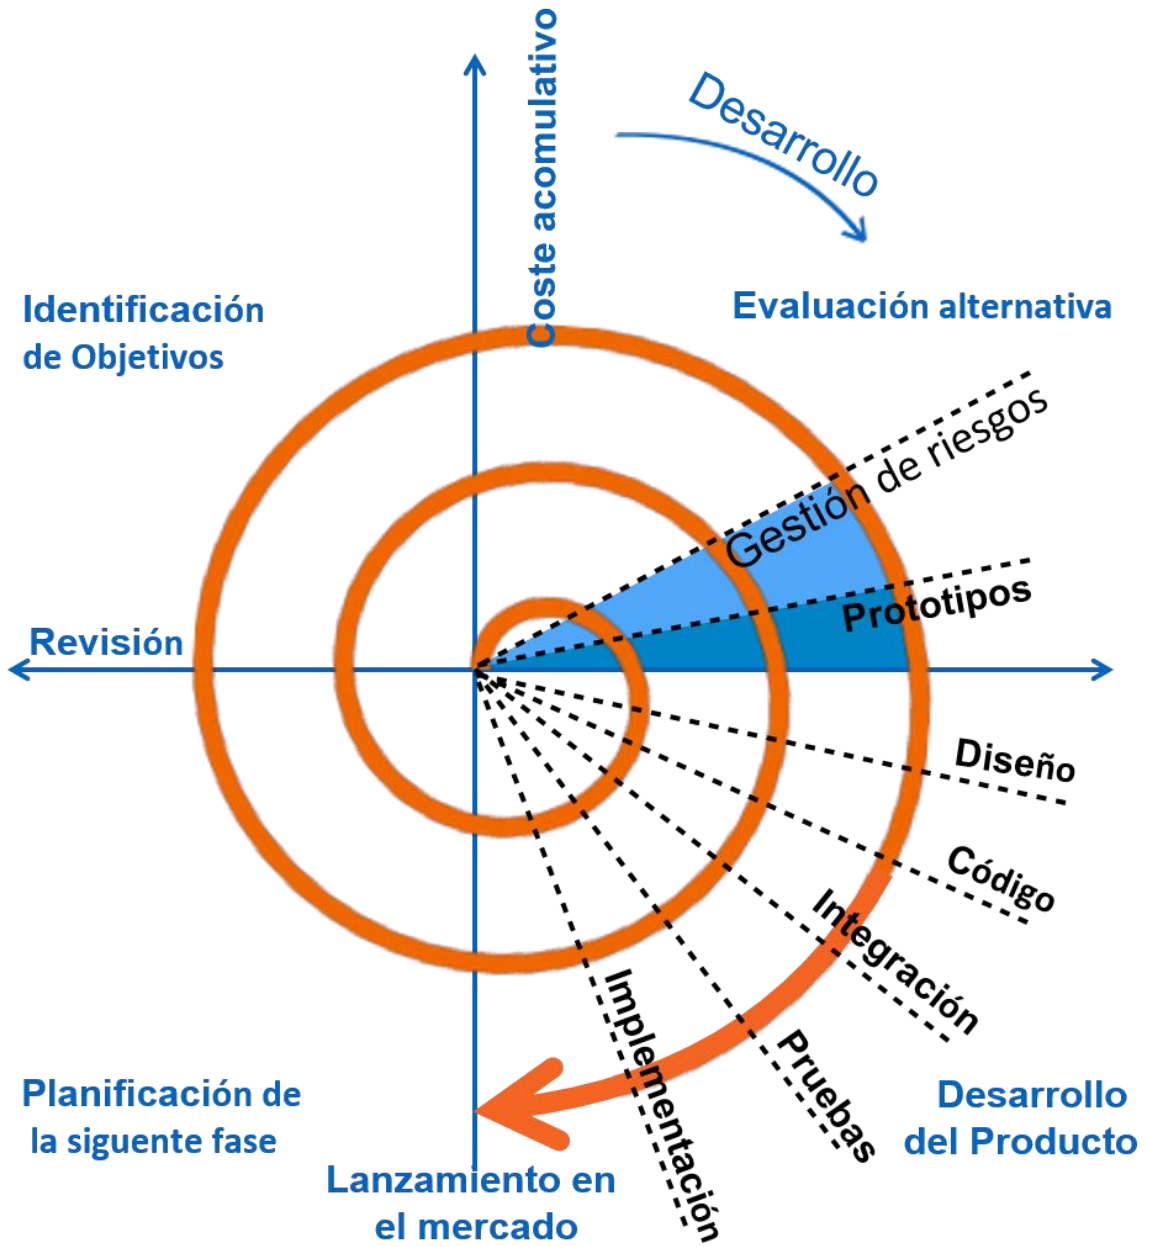 Coste acomulativo
Desarrollo
Identificación
de Objetivos
Evaluación alternativa
Gestión de riesgos
Prototipos
Revisión
Diseño
Código
Integración
Pruebas
Implementación
Planificación de
la siguente fase
Desarrollo
del Producto
Lanzamiento en
el mercado